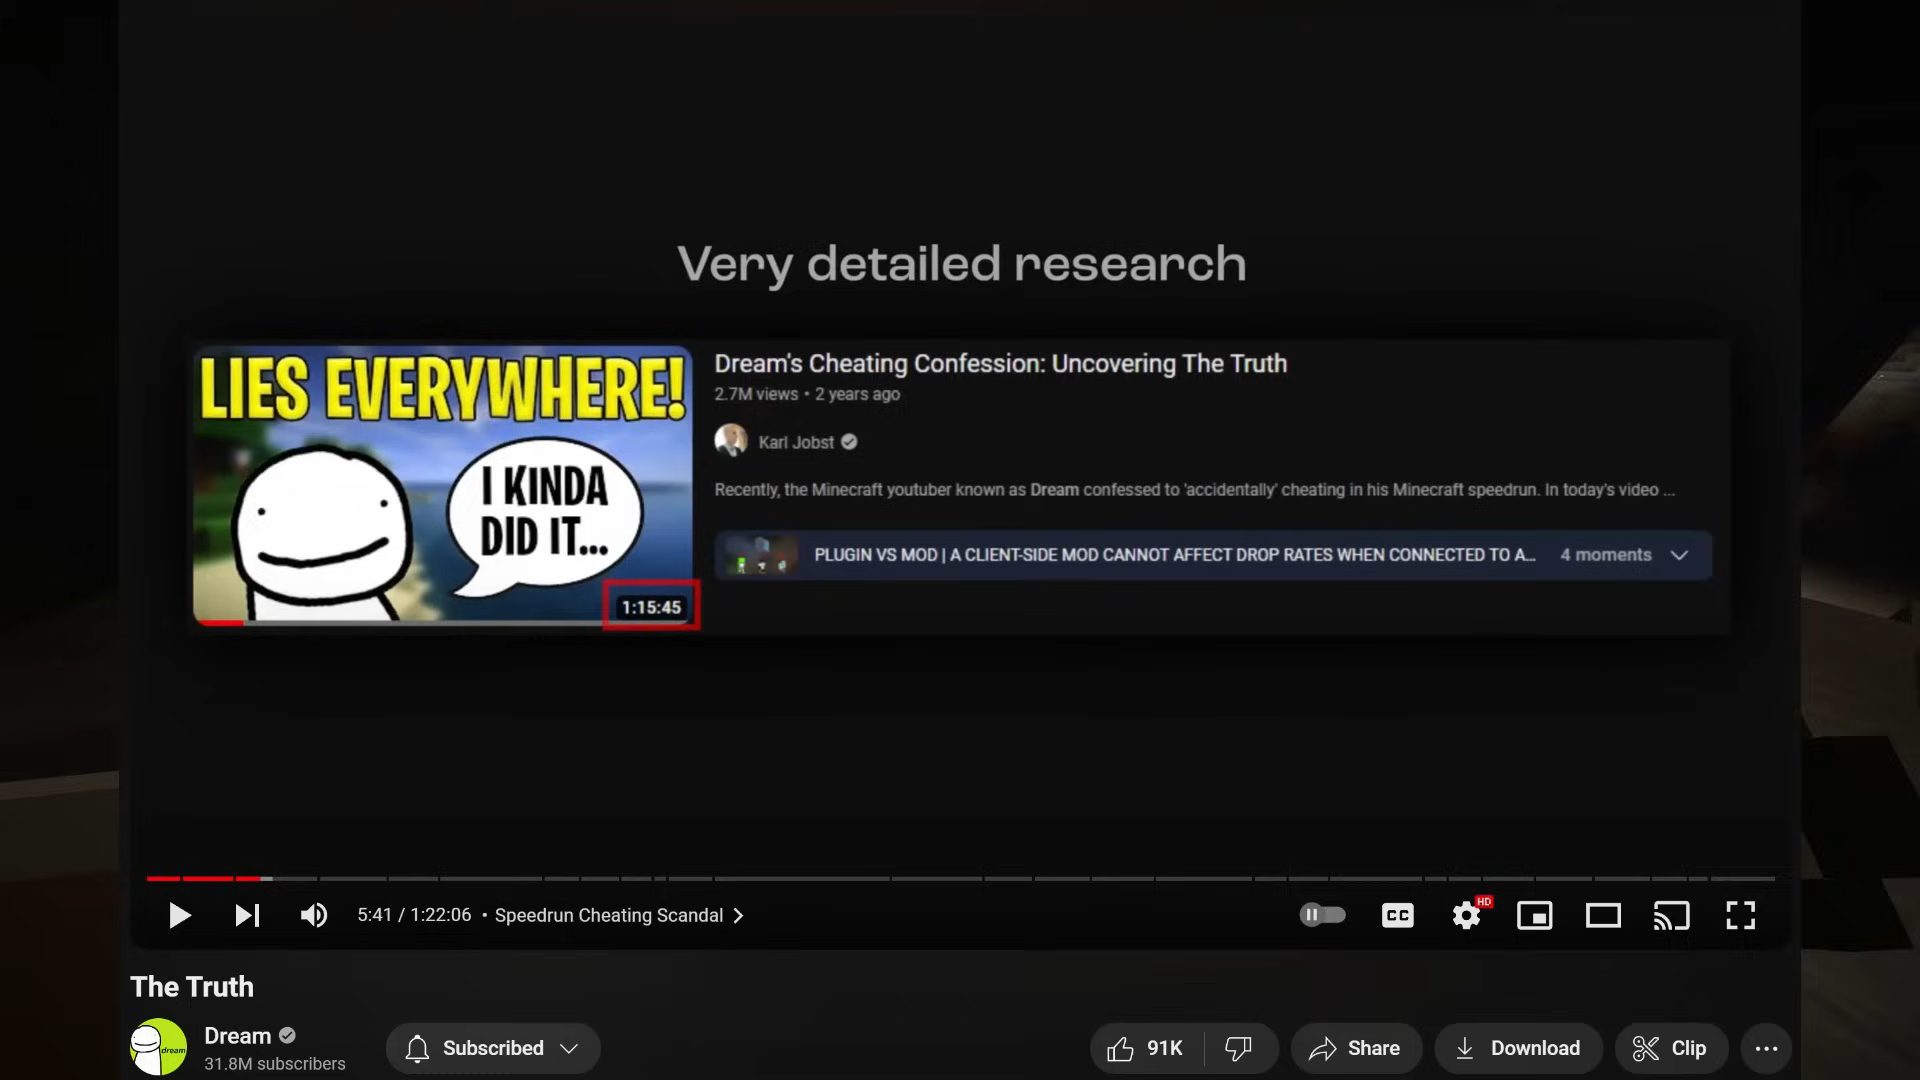 Very detailed research
LIES EVERYWHERE!
I KINDA
DID IT...
1:15:45
Dream's Cheating Confession: Uncovering The Truth
2.7M views • 2 years ago
Karl Jobst
Recently, the Minecraft youtuber known as Dream confessed to 'accidentally' cheating in his Minecraft speedrun. In today's video ...
PLUGIN VS MOD | A CLIENT-SIDE MOD CANNOT AFFECT DROP RATES WHEN CONNECTED TO A... 4 moments
5:41 / 1:22:06 • Speedrun Cheating Scandal
CC
HD
The Truth
dream
Dream
31.8M subscribers
Subscribed
91K
Share
Download
Clip